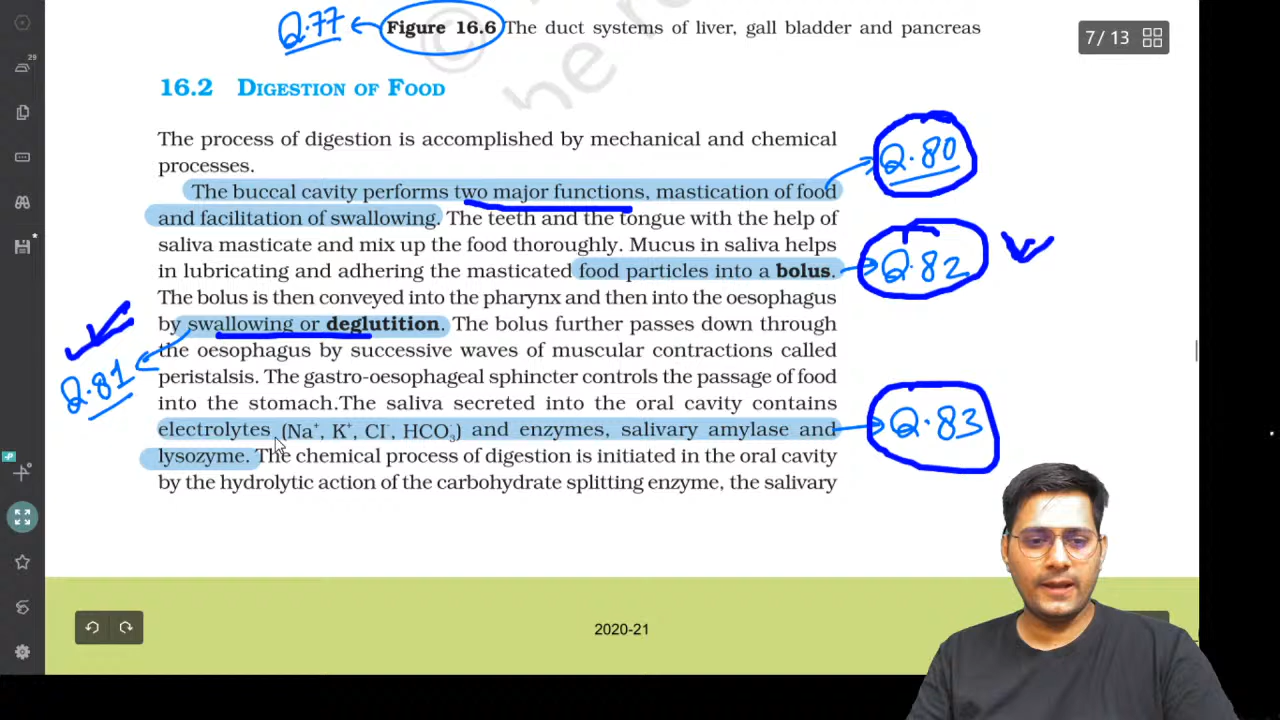 Q.77
Figure 16.6 The duct systems of liver, gall bladder and pancreas
7 / 13
29
he r
16.2 DIGESTION OF FOOD
The process of digestion is accomplished by mechanical and chemical
processes.
Q.80
The buccal cavity performs two major functions, mastication of food
and facilitation of swallowing. The teeth and the tongue with the help of
saliva masticate and mix up the food thoroughly. Mucus in saliva helps
in lubricating and adhering the masticated food particles into a bolus.
Q.82
The bolus is then conveyed into the pharynx and then into the oesophagus
by swallowing or deglutition. The bolus further passes down through
the oesophagus by successive waves of muscular contractions called
Q.81
peristalsis. The gastro-oesophageal sphincter controls the passage of food
into the stomach.The saliva secreted into the oral cavity contains
electrolytes (Na⁺, K⁺, Cl⁻, HCO₃⁻) and enzymes, salivary amylase and
Q.83
lysozyme. The chemical process of digestion is initiated in the oral cavity
by the hydrolytic action of the carbohydrate splitting enzyme, the salivary
2020-21